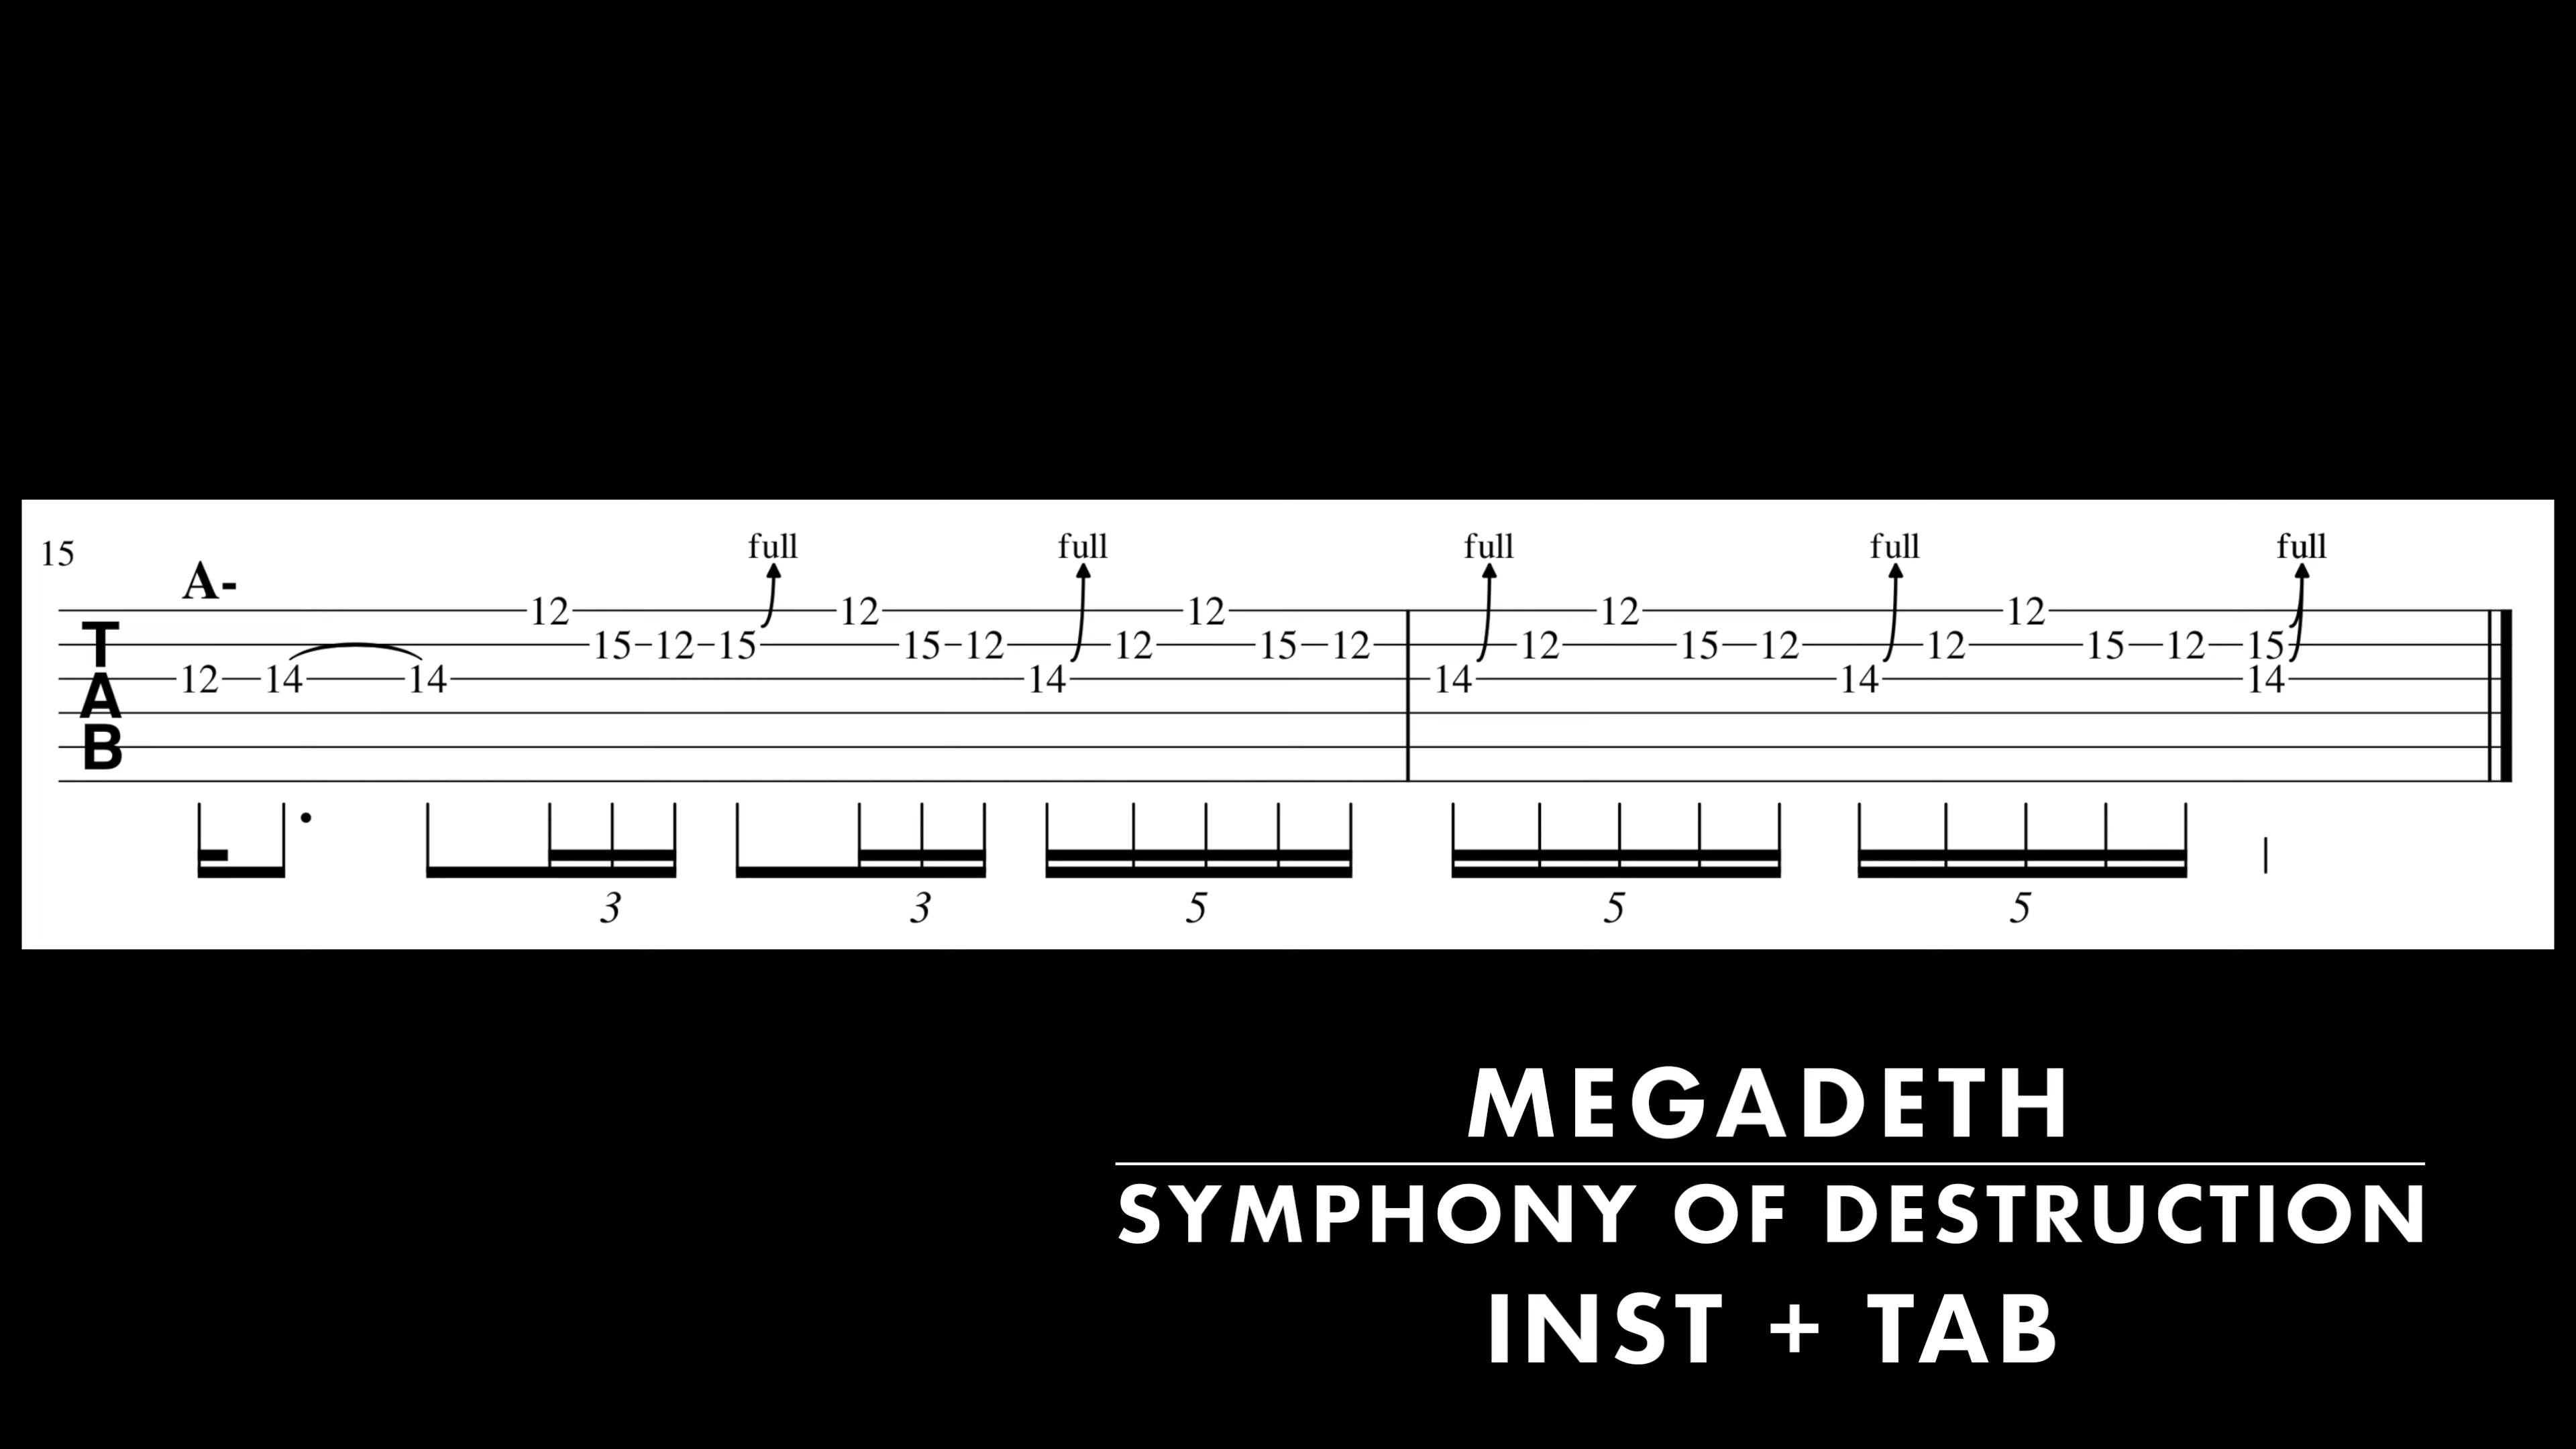 15
A-
full full full full full
12 12 12 12
T 15 12 15 15 12 12 15 12 12 15 12 12 15 12 15
A 12 14 14 14 14 14 14
B
3 3 5 5 5
MEGADETH
SYMPHONY OF DESTRUCTION
INST + TAB